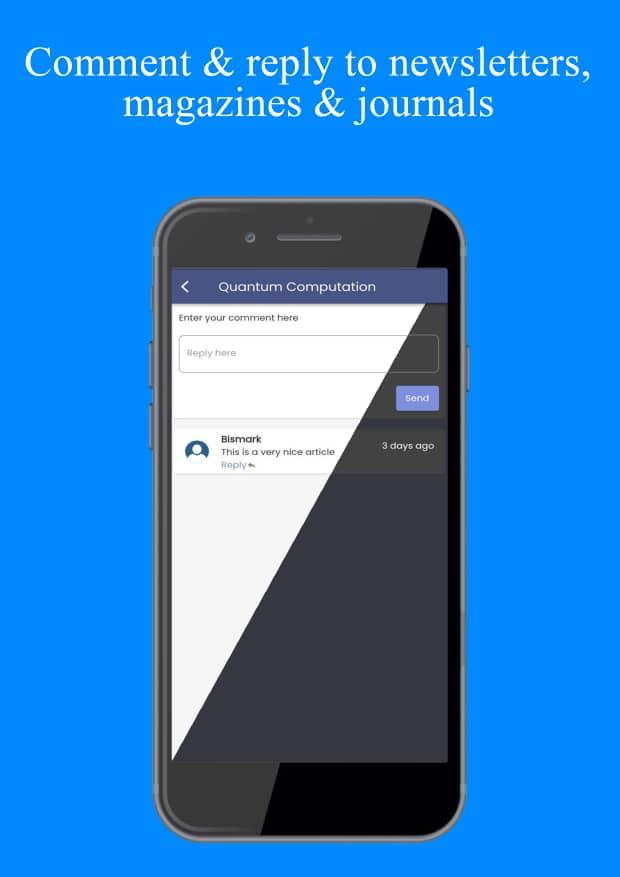 Comment & reply to newsletters,
magazines & journals
Quantum Computation
Enter your comment here
Reply here
Send
Bismark
This is a very nice article
3 days ago
Reply